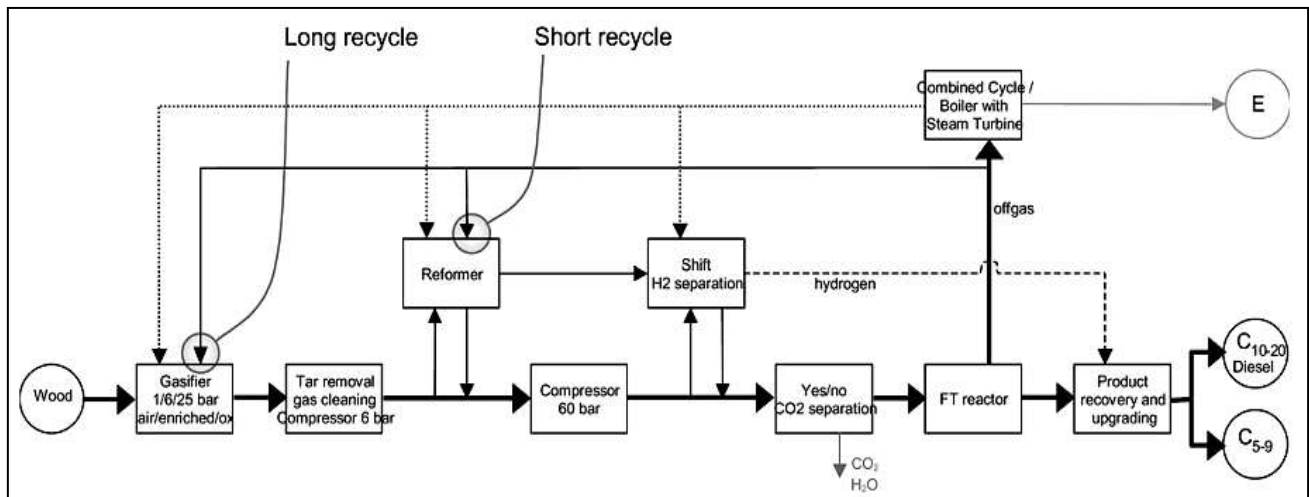 Long recycle
Short recycle
Combined Cycle /
Boiler with
Steam Turbine
E
offgas
Reformer
Shift
H2 separation
hydrogen
Wood
Gasifier
1/6/25 bar
air/enriched/ox
Tar removal
gas cleaning
Compressor 6 bar
Compressor
60 bar
Yes/no
CO2 separation
FT reactor
Product
recovery and
upgrading
C10-20
Diesel
C5-9
CO2
H2O